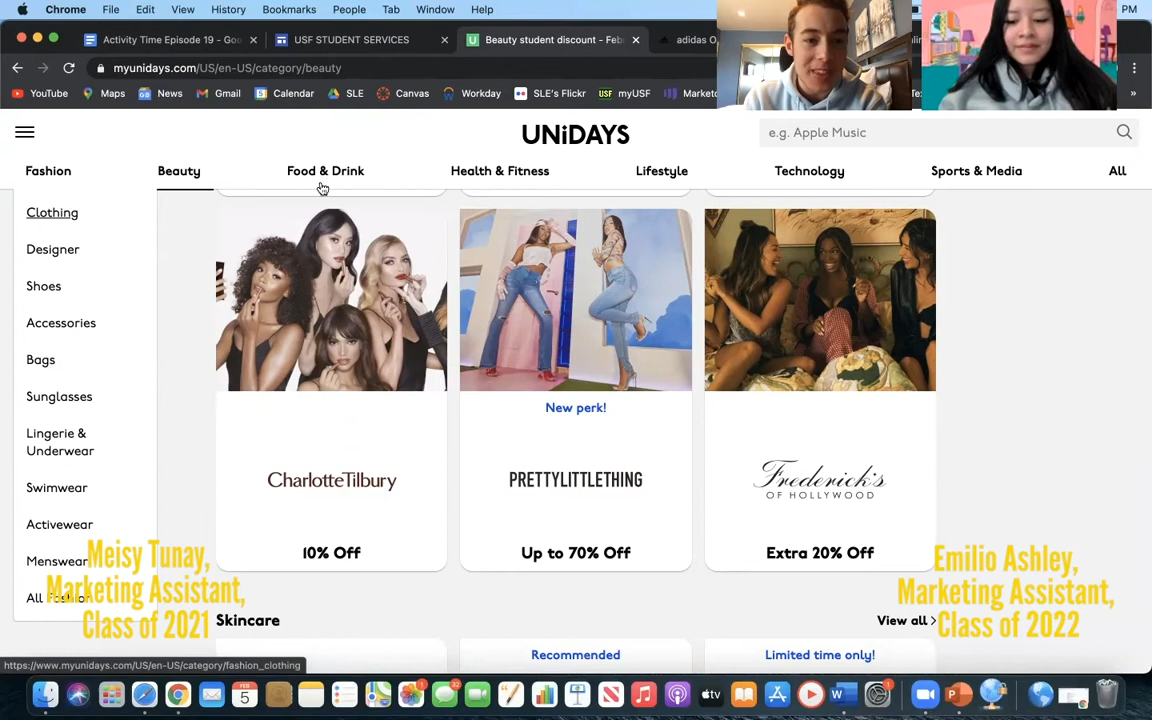 Chrome File Edit View History Bookmarks People Tab Window Help PM
Activity Time Episode 19 - Goo
USF STUDENT SERVICES
Beauty student discount - Feb
adidas O
myunidays.com/US/en-US/category/beauty
YouTube Maps News Gmail Calendar SLE Canvas Workday SLE's Flickr myUSF Marketo
UNiDAYS
e.g. Apple Music
Fashion Beauty Food & Drink Health & Fitness Lifestyle Technology Sports & Media All
Clothing
Designer
Shoes
Accessories
Bags
Sunglasses
Lingerie &
Underwear
Swimwear
Activewear
Menswear
All Fashion
New perk!
CharlotteTilbury
PRETTYLITTLETHING
Frederick's
OF HOLLYWOOD
10% Off
Up to 70% Off
Extra 20% Off
Meisy Tunay,
Marketing Assistant,
Class of 2021
Emilio Ashley,
Marketing Assistant,
Class of 2022
Skincare
View all
Recommended
Limited time only!
https://www.myunidays.com/US/en-US/category/fashion_clothing
FEB
5
tv